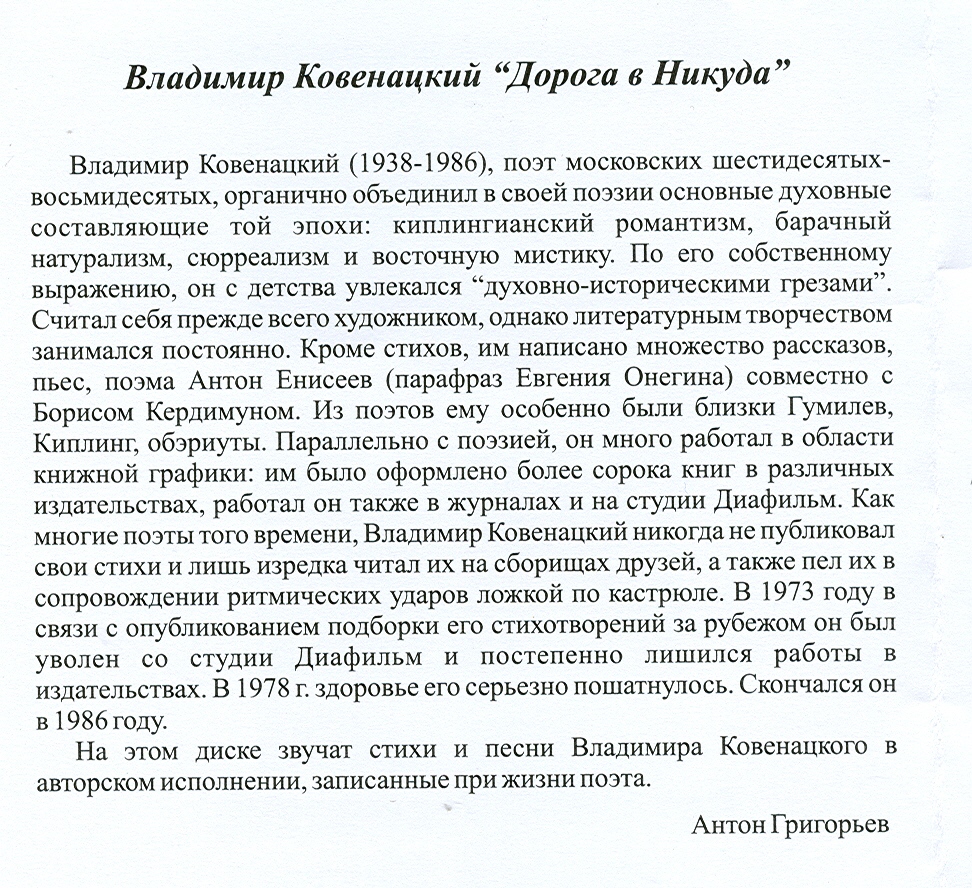 Владимир Ковенацкий “Дорога в Никуда”
Владимир Ковенацкий (1938-1986), поэт московских шестидесятых-
восьмидесятых, органично объединил в своей поэзии основные духовные
составляющие той эпохи: киплингианский романтизм, барачный
натурализм, сюрреализм и восточную мистику. По его собственному
выражению, он с детства увлекался “духовно-историческими грезами”.
Считал себя прежде всего художником, однако литературным творчеством
занимался постоянно. Кроме стихов, им написано множество рассказов,
пьес, поэма Антон Енисеев (парафраз Евгения Онегина) совместно с
Борисом Кердимуном. Из поэтов ему особенно были близки Гумилев,
Киплинг, обэриуты. Параллельно с поэзией, он много работал в области
книжной графики: им было оформлено более сорока книг в различных
издательствах, работал он также в журналах и на студии Диафильм. Как
многие поэты того времени, Владимир Ковенацкий никогда не публиковал
свои стихи и лишь изредка читал их на сборищах друзей, а также пел их в
сопровождении ритмических ударов ложкой по кастрюле. В 1973 году в
связи с опубликованием подборки его стихотворений за рубежом он был
уволен со студии Диафильм и постепенно лишился работы в
издательствах. В 1978 г. здоровье его серьезно пошатнулось. Скончался он
в 1986 году.
На этом диске звучат стихи и песни Владимира Ковенацкого в
авторском исполнении, записанные при жизни поэта.
Антон Григорьев